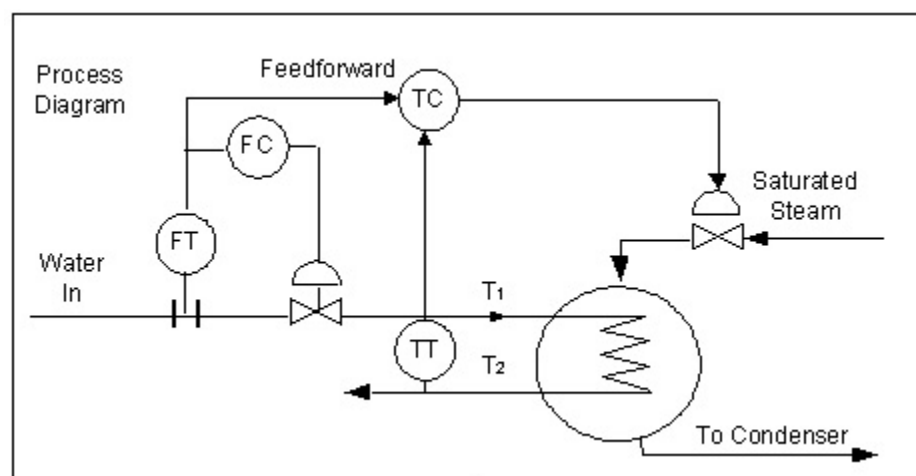 Process
Diagram
Feedforward
TC
FC
Saturated
Steam
FT
Water
In
T1
TT
T2
To Condenser